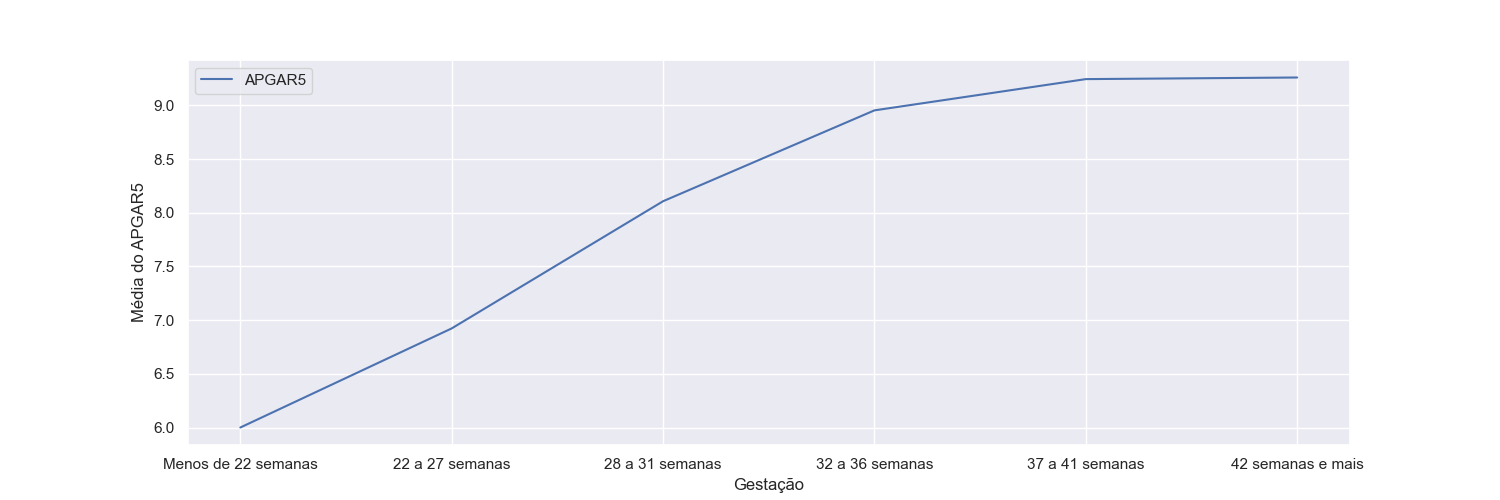 APGAR5
9.0
8.5
8.0
7.5
7.0
6.5
6.0
Média do APGAR5
Menos de 22 semanas
22 a 27 semanas
28 a 31 semanas
32 a 36 semanas
37 a 41 semanas
42 semanas e mais
Gestação